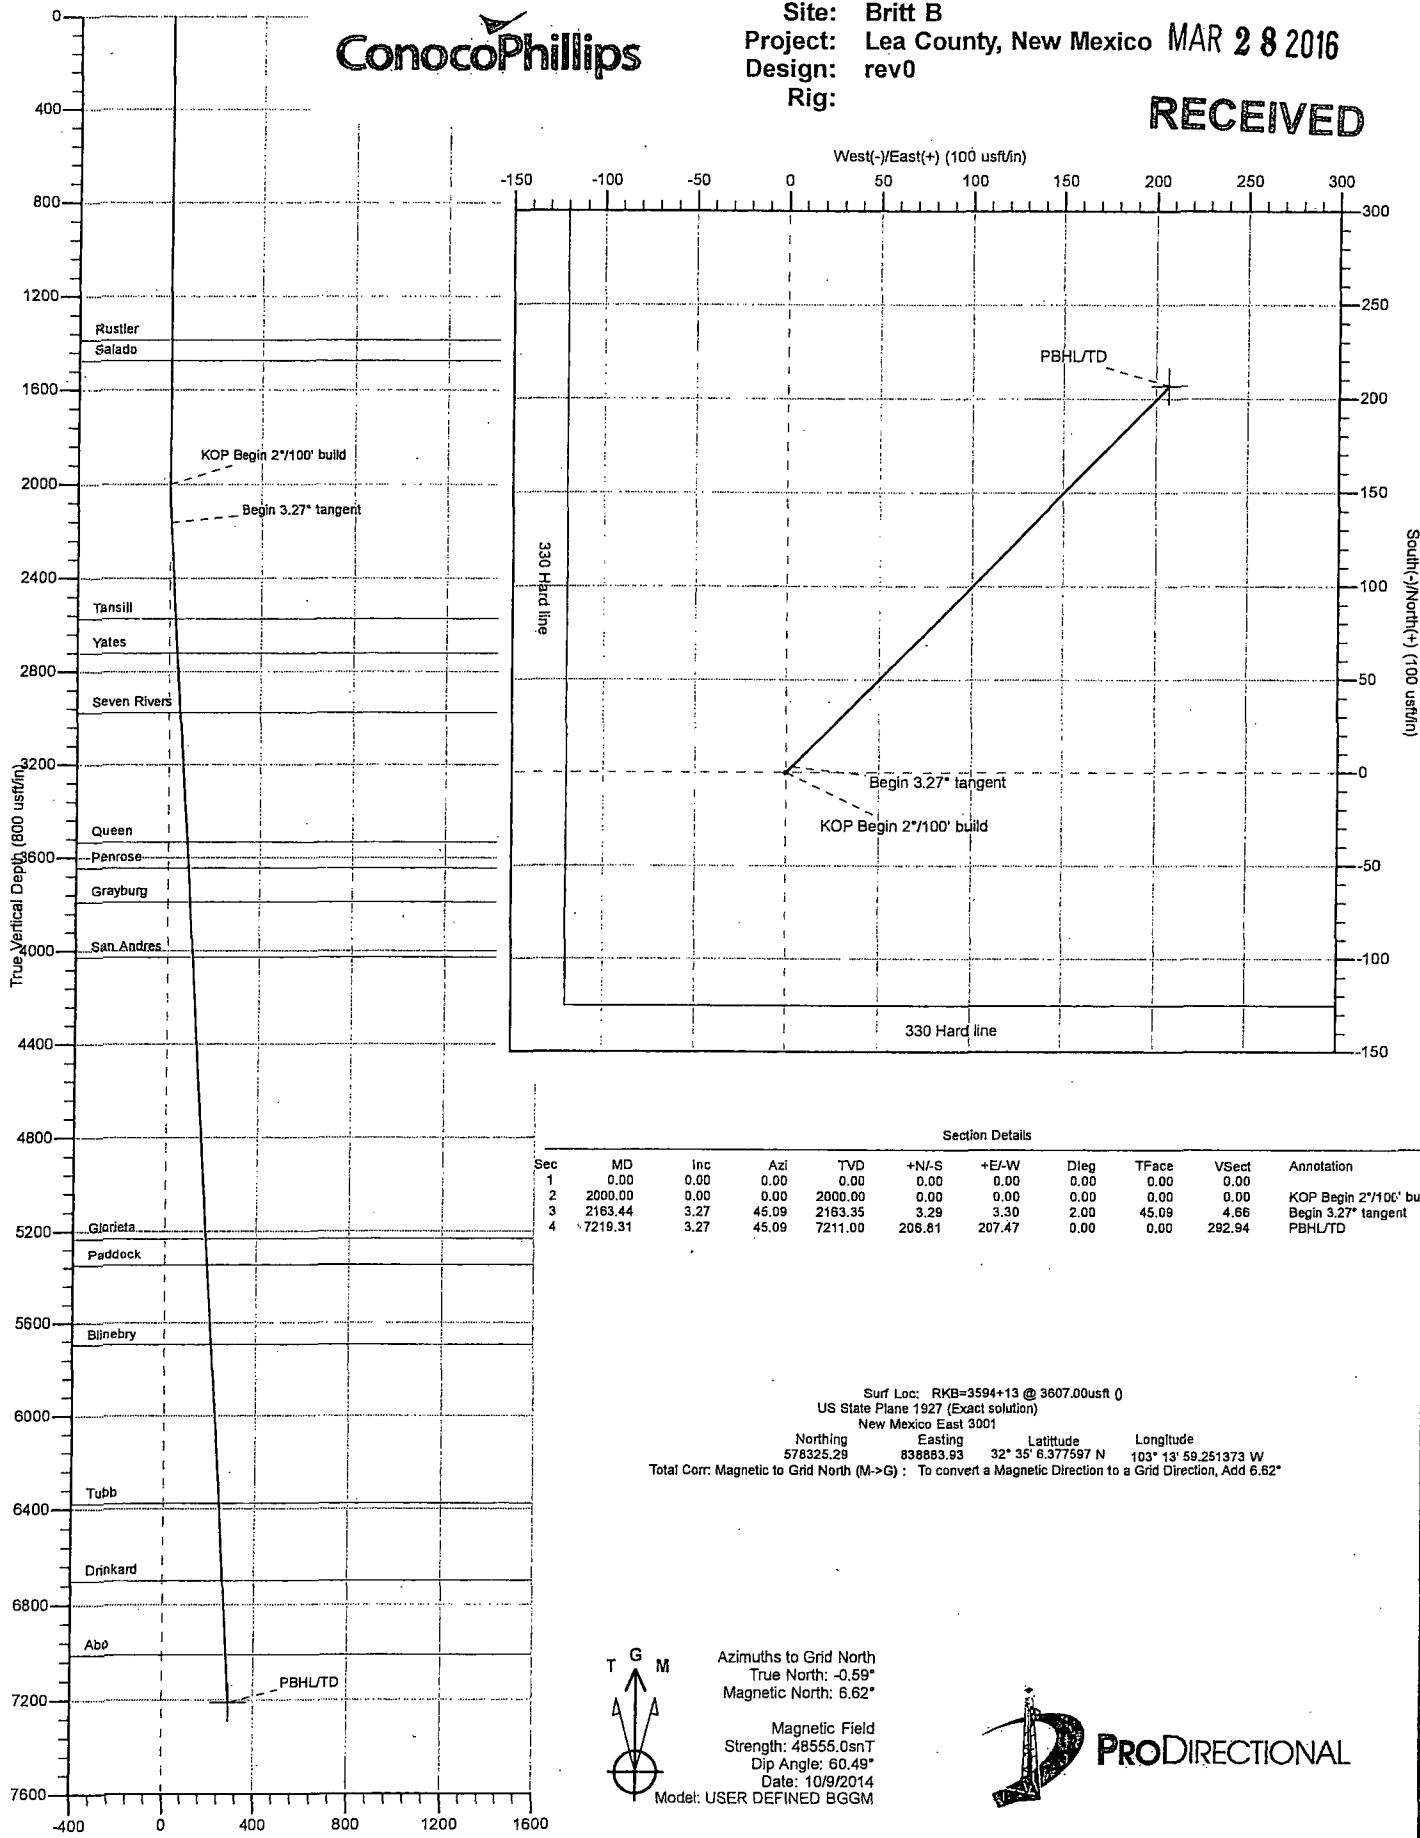 ConocoPhillips
Site: Britt B
Project: Lea County, New Mexico
Design: rev0
Rig:
MAR 28 2016
RECEIVED
True Vertical Depth (800 usft/in)
0
400
800
1200
1600
2000
2400
2800
3200
3600
4000
4400
4800
5200
5600
6000
6400
6800
7200
7600
-400 0 400 800 1200 1600
Rustler
Salado
KOP Begin 2°/100' build
Begin 3.27° tangent
Tansill
Yates
Seven Rivers
Queen
Penrose
Grayburg
San Andres
Glorieta
Paddock
Blinebry
Tubb
Drinkard
Abo
PBHL/TD
West(-)/East(+) (100 usft/in)
-150 -100 -50 0 50 100 150 200 250 300
300
250
200
150
100
50
0
-50
-100
-150
South(-)/North(+) (100 usft/in)
PBHL/TD
330 Hard line
Begin 3.27° tangent
KOP Begin 2°/100' build
330 Hard line
Section Details
Sec MD Inc Azi TVD +N/-S +E/-W Dleg TFace VSect Annotation
1 0.00 0.00 0.00 0.00 0.00 0.00 0.00 0.00 0.00
2 2000.00 0.00 0.00 2000.00 0.00 0.00 0.00 0.00 0.00 KOP Begin 2°/100' bu
3 2163.44 3.27 45.09 2163.35 3.29 3.30 2.00 45.09 4.66 Begin 3.27° tangent
4 7219.31 3.27 45.09 7211.00 206.81 207.47 0.00 0.00 292.94 PBHL/TD
Surf Loc: RKB=3594+13 @ 3607.00usft ()
US State Plane 1927 (Exact solution)
New Mexico East 3001
Northing Easting Latittude Longitude
578325.29 838883.93 32° 35' 6.377597 N 103° 13' 59.251373 W
Total Corr: Magnetic to Grid North (M->G) : To convert a Magnetic Direction to a Grid Direction, Add 6.62°
T G M
Azimuths to Grid North
True North: -0.59°
Magnetic North: 6.62°
Magnetic Field
Strength: 48555.0snT
Dip Angle: 60.49°
Date: 10/9/2014
Model: USER DEFINED BGGM
PRODIRECTIONAL